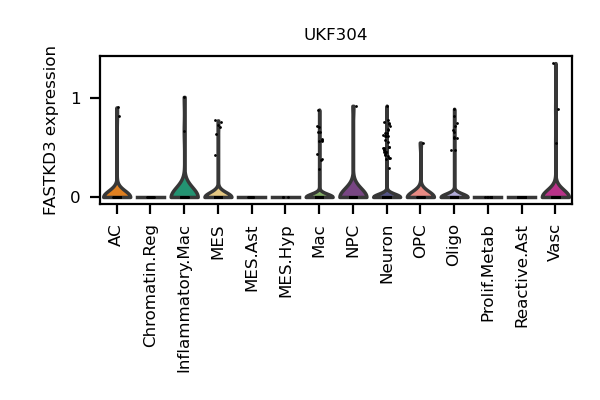 UKF304
FASTKD3 expression
1
0
AC
Chromatin.Reg
Inflammatory.Mac
MES
MES.Ast
MES.Hyp
Mac
NPC
Neuron
OPC
Oligo
Prolif.Metab
Reactive.Ast
Vasc